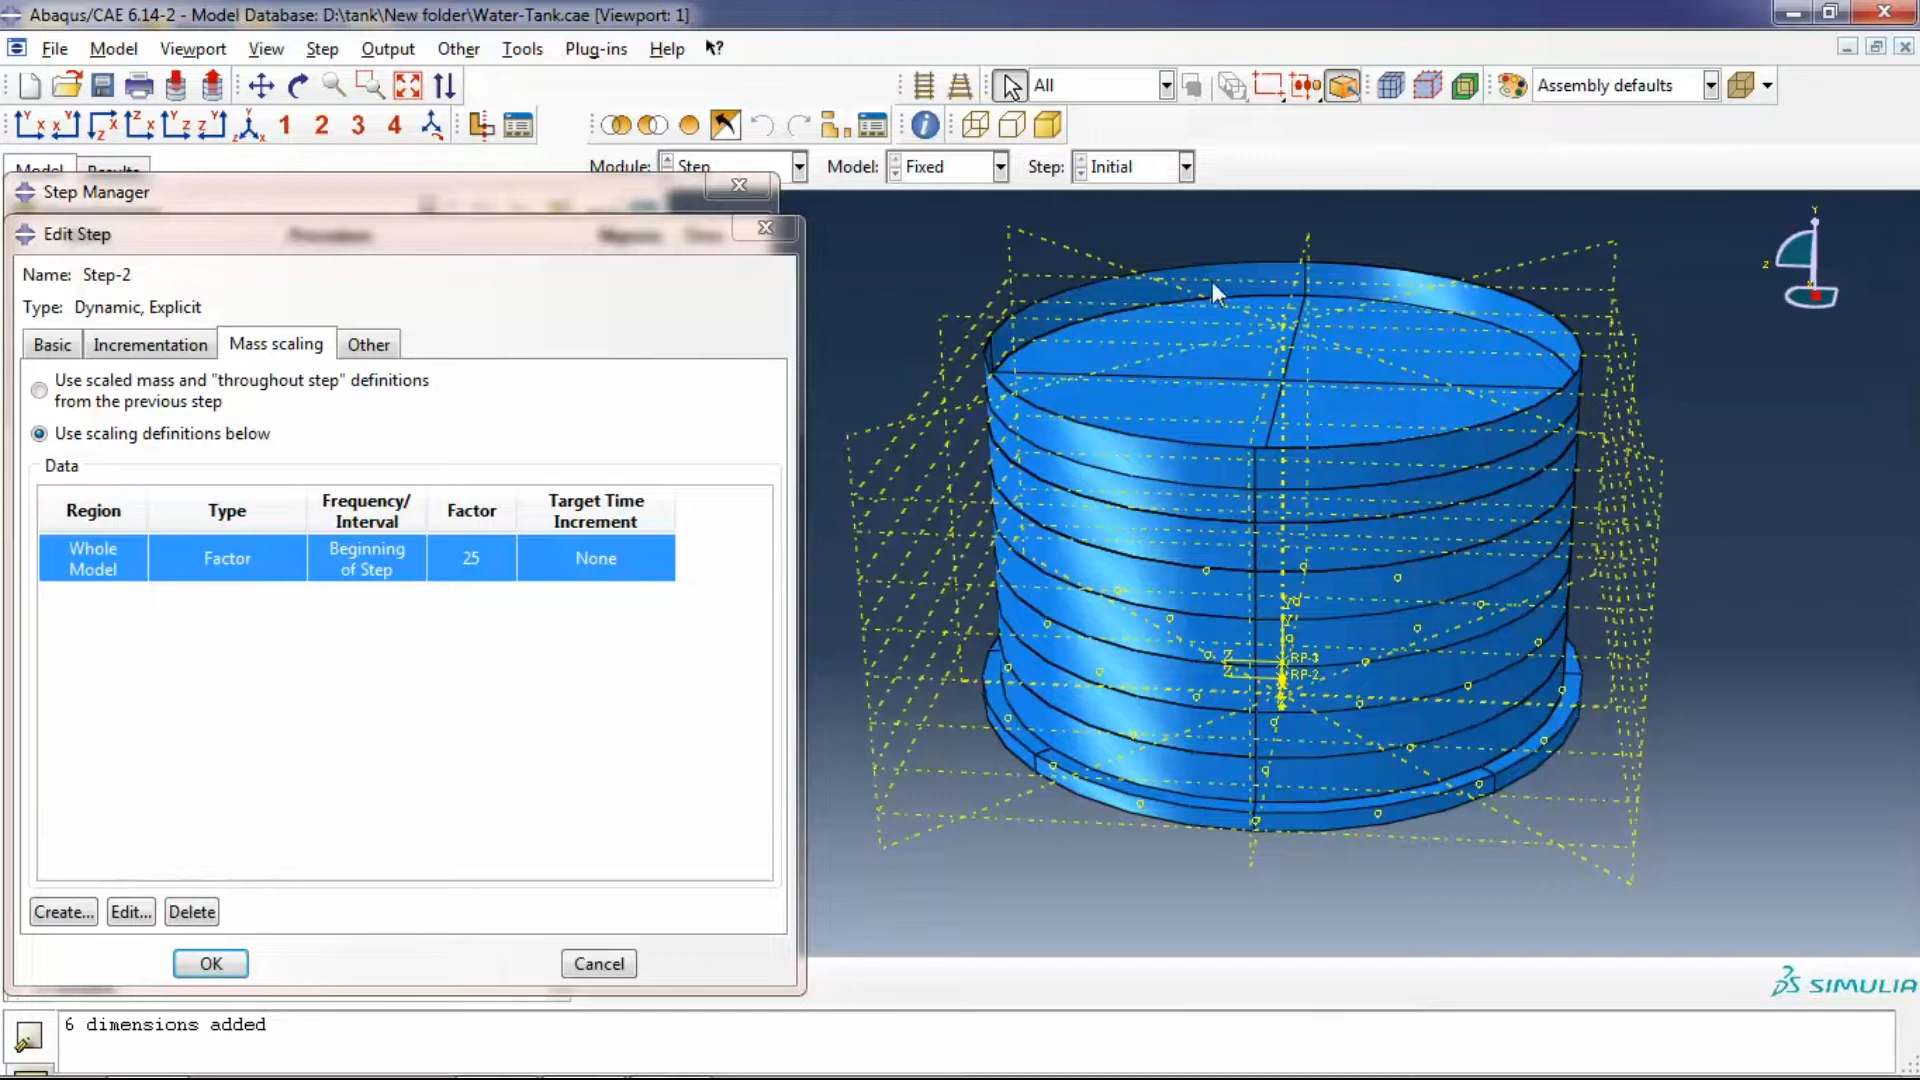 Abaqus/CAE 6.14-2 - Model Database: D:\tank\New folder\Water-Tank.cae [Viewport: 1]
File Model Viewport View Step Output Other Tools Plug-ins Help
All
Assembly defaults
1 2 3 4
Model Results
Module: Step Model: Fixed Step: Initial
Step Manager
Edit Step
Procedure
Name: Step-2
Type: Dynamic, Explicit
Basic Incrementation Mass scaling Other
Use scaled mass and "throughout step" definitions
from the previous step
Use scaling definitions below
Data
Region Type Frequency/
Interval Factor Target Time
Increment
Whole
Model Factor Beginning
of Step 25 None
Create... Edit... Delete
OK Cancel
Y
Z
RP-3
RP-2
Z
Z
SIMULIA
6 dimensions added